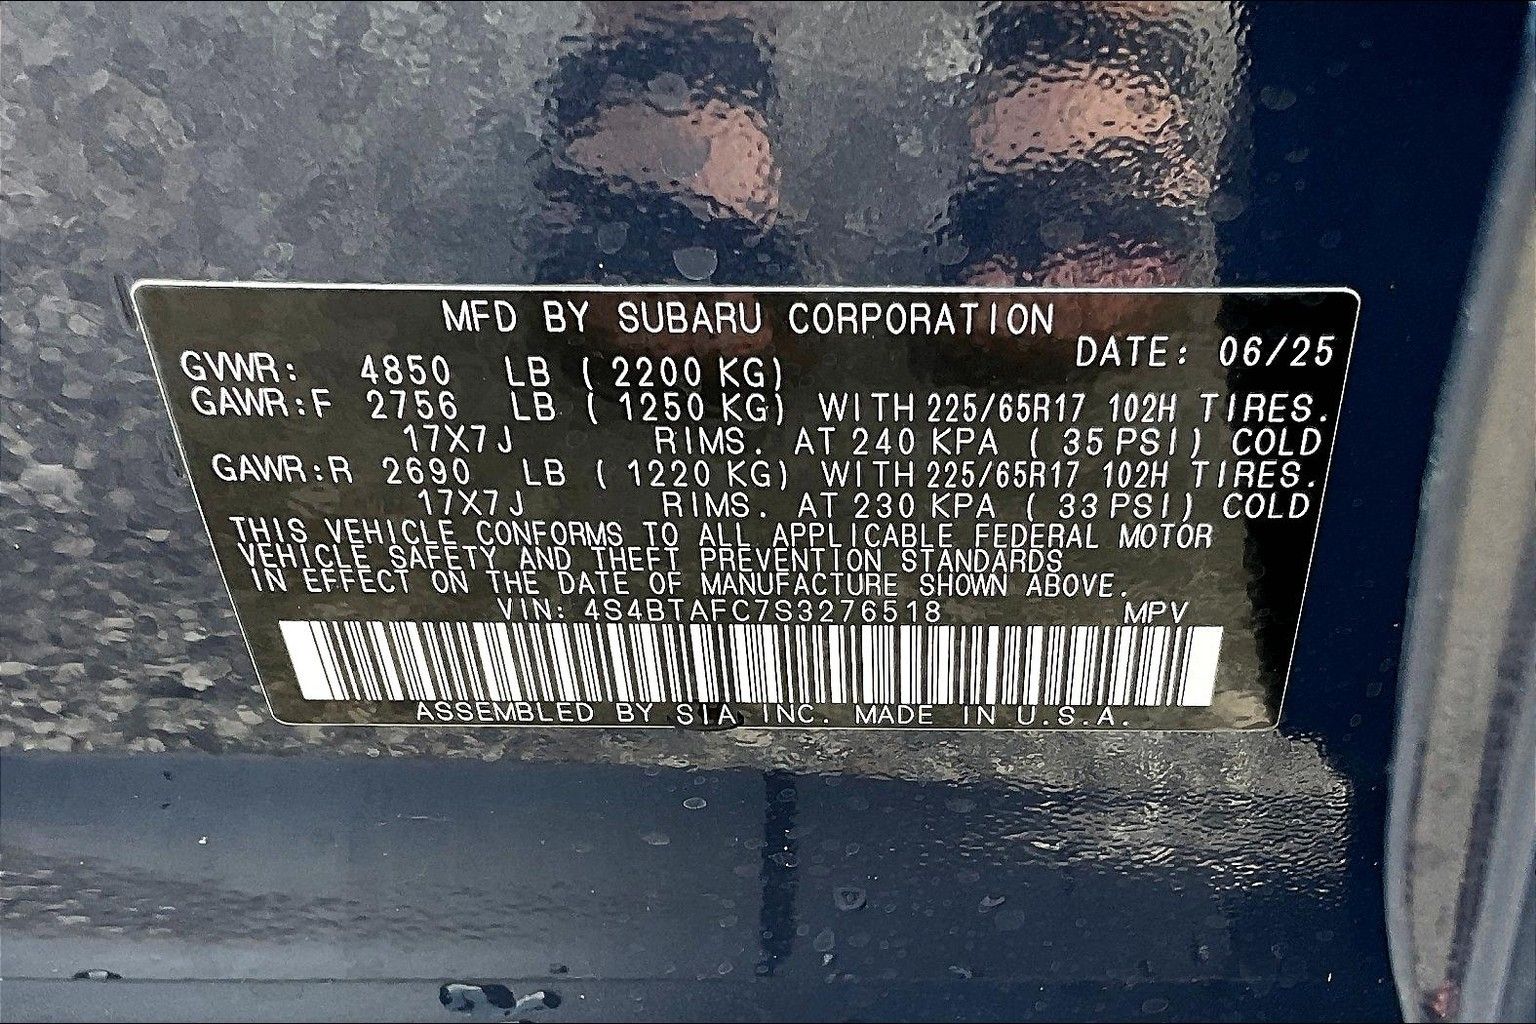 MFD BY SUBARU CORPORATION
DATE: 06/25
GVWR: 4850 LB (2200 KG)
GAWR:F 2756 LB (1250 KG) WITH 225/65R17 102H TIRES.
17X7J RIMS. AT 240 KPA (35 PSI) COLD
GAWR:R 2690 LB (1220 KG) WITH 225/65R17 102H TIRES.
17X7J RIMS. AT 230 KPA (33 PSI) COLD
THIS VEHICLE CONFORMS TO ALL APPLICABLE FEDERAL MOTOR
VEHICLE SAFETY AND THEFT PREVENTION STANDARDS
IN EFFECT ON THE DATE OF MANUFACTURE SHOWN ABOVE.
VIN: 4S4BTAFC7S3276518 MPV
ASSEMBLED BY SIA, INC. MADE IN U.S.A.